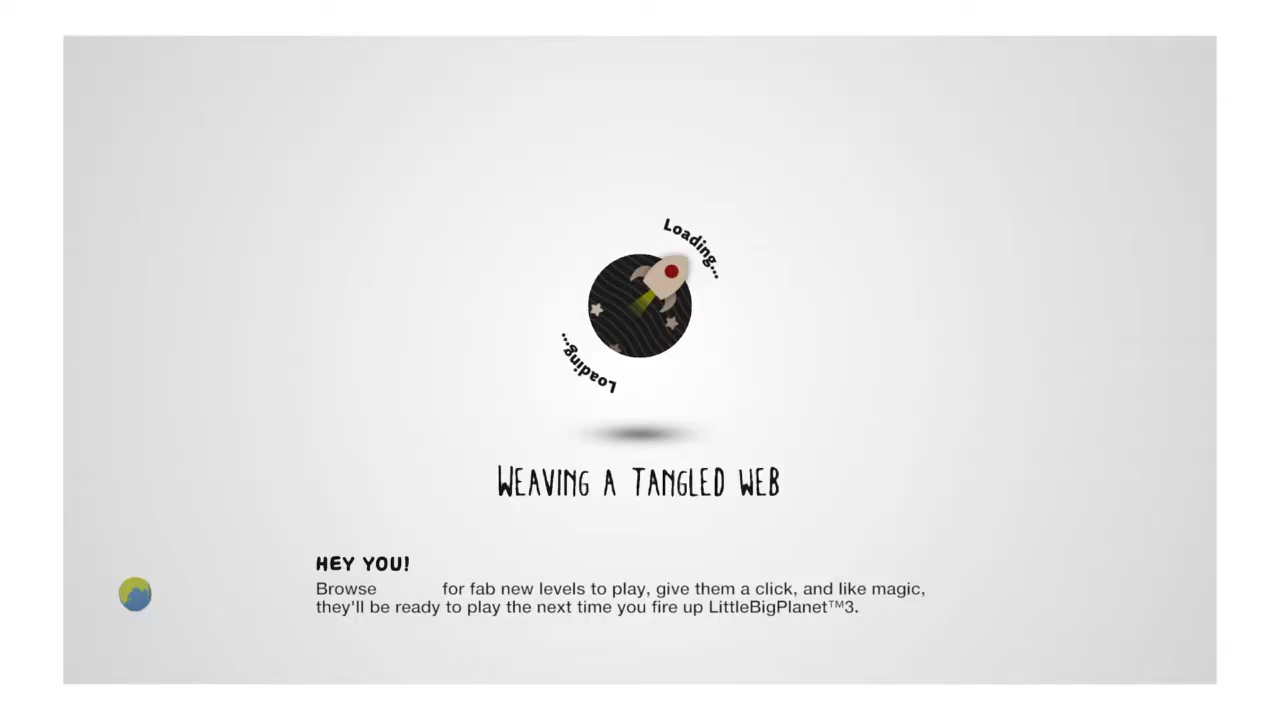 Loading...
Loading...
WEAVING A TANGLED WEB
HEY YOU!
Browse for fab new levels to play, give them a click, and like magic,
they'll be ready to play the next time you fire up LittleBigPlanet™3.